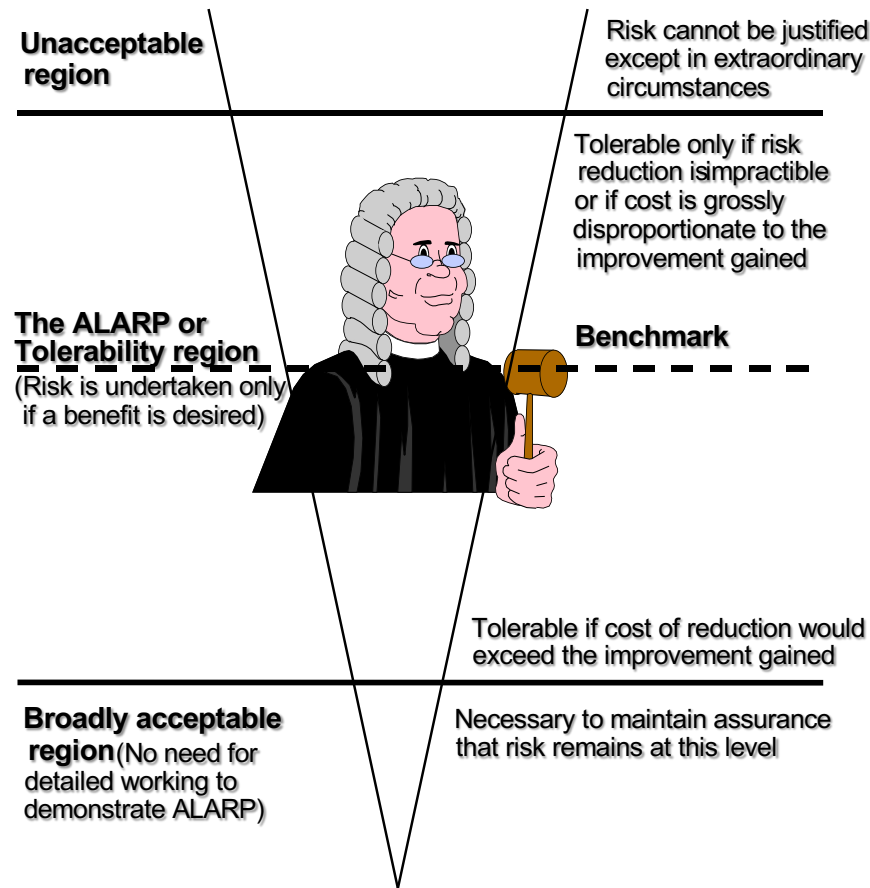 Unacceptable
region
Risk cannot be justified
except in extraordinary
circumstances
Tolerable only if risk
reduction isimpractible
or if cost is grossly
disproportionate to the
improvement gained
The ALARP or
Tolerability region
(Risk is undertaken only
if a benefit is desired)
Benchmark
Tolerable if cost of reduction would
exceed the improvement gained
Broadly acceptable
region(No need for
detailed working to
demonstrate ALARP)
Necessary to maintain assurance
that risk remains at this level